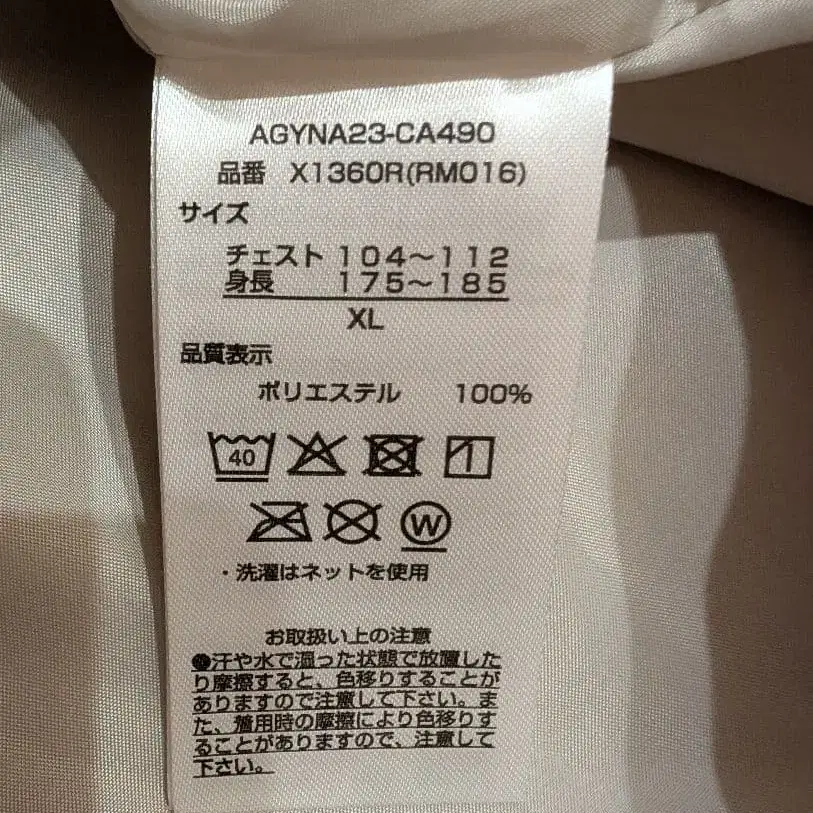 AGYNA23-CA490
品番 X1360R(RM016)
サイズ
チェスト 104～112
身長 175～185
XL
品質表示
ポリエステル 100%
40
W
・洗濯はネットを使用
お取扱い上の注意
●汗や水で湿った状態で放置した
り摩擦すると、色移りすることが
ありますので注意して下さい。ま
た、着用時の摩擦により色移りす
ることがありますので、注意して
下さい。